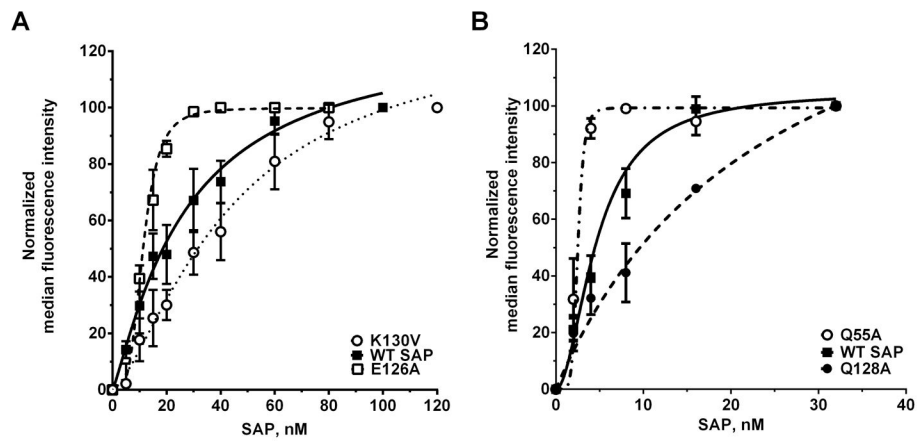 A
Normalized
median fluorescence intensity
120
100
80
60
40
20
0
0 20 40 60 80 100 120
SAP, nM
K130V
WT SAP
E126A
B
Normalized
median fluorescence intensity
120
100
80
60
40
20
0
0 10 20 30 40
SAP, nM
Q55A
WT SAP
Q128A